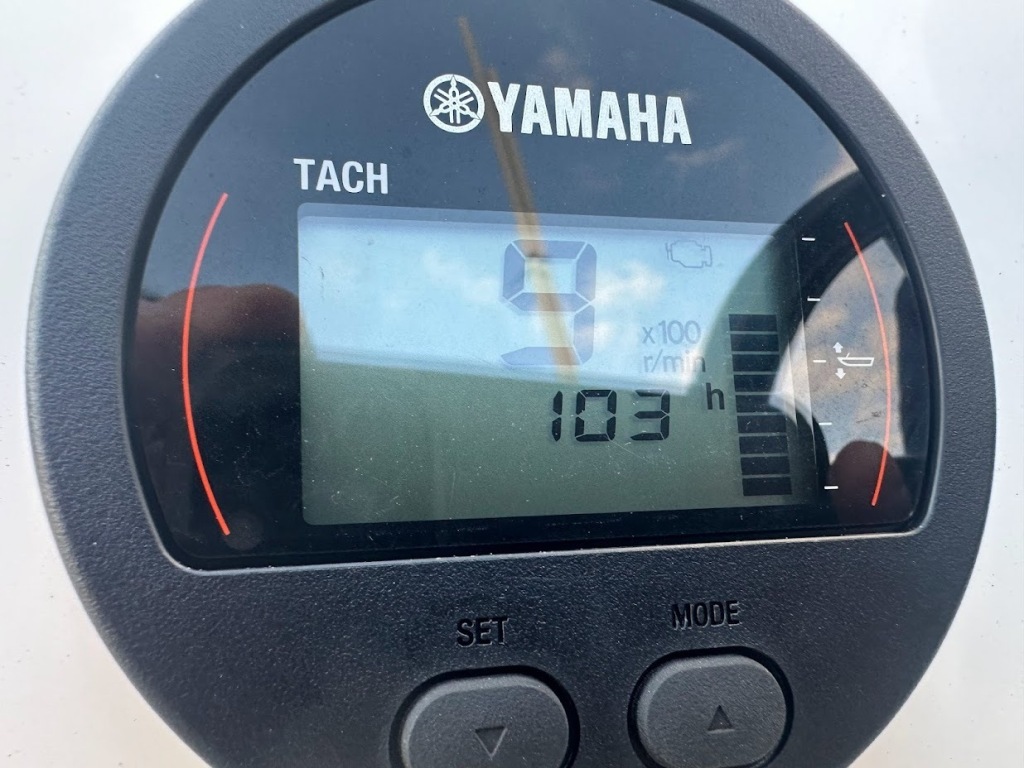 YAMAHA
TACH
9
x100
r/min
103 h
SET
MODE